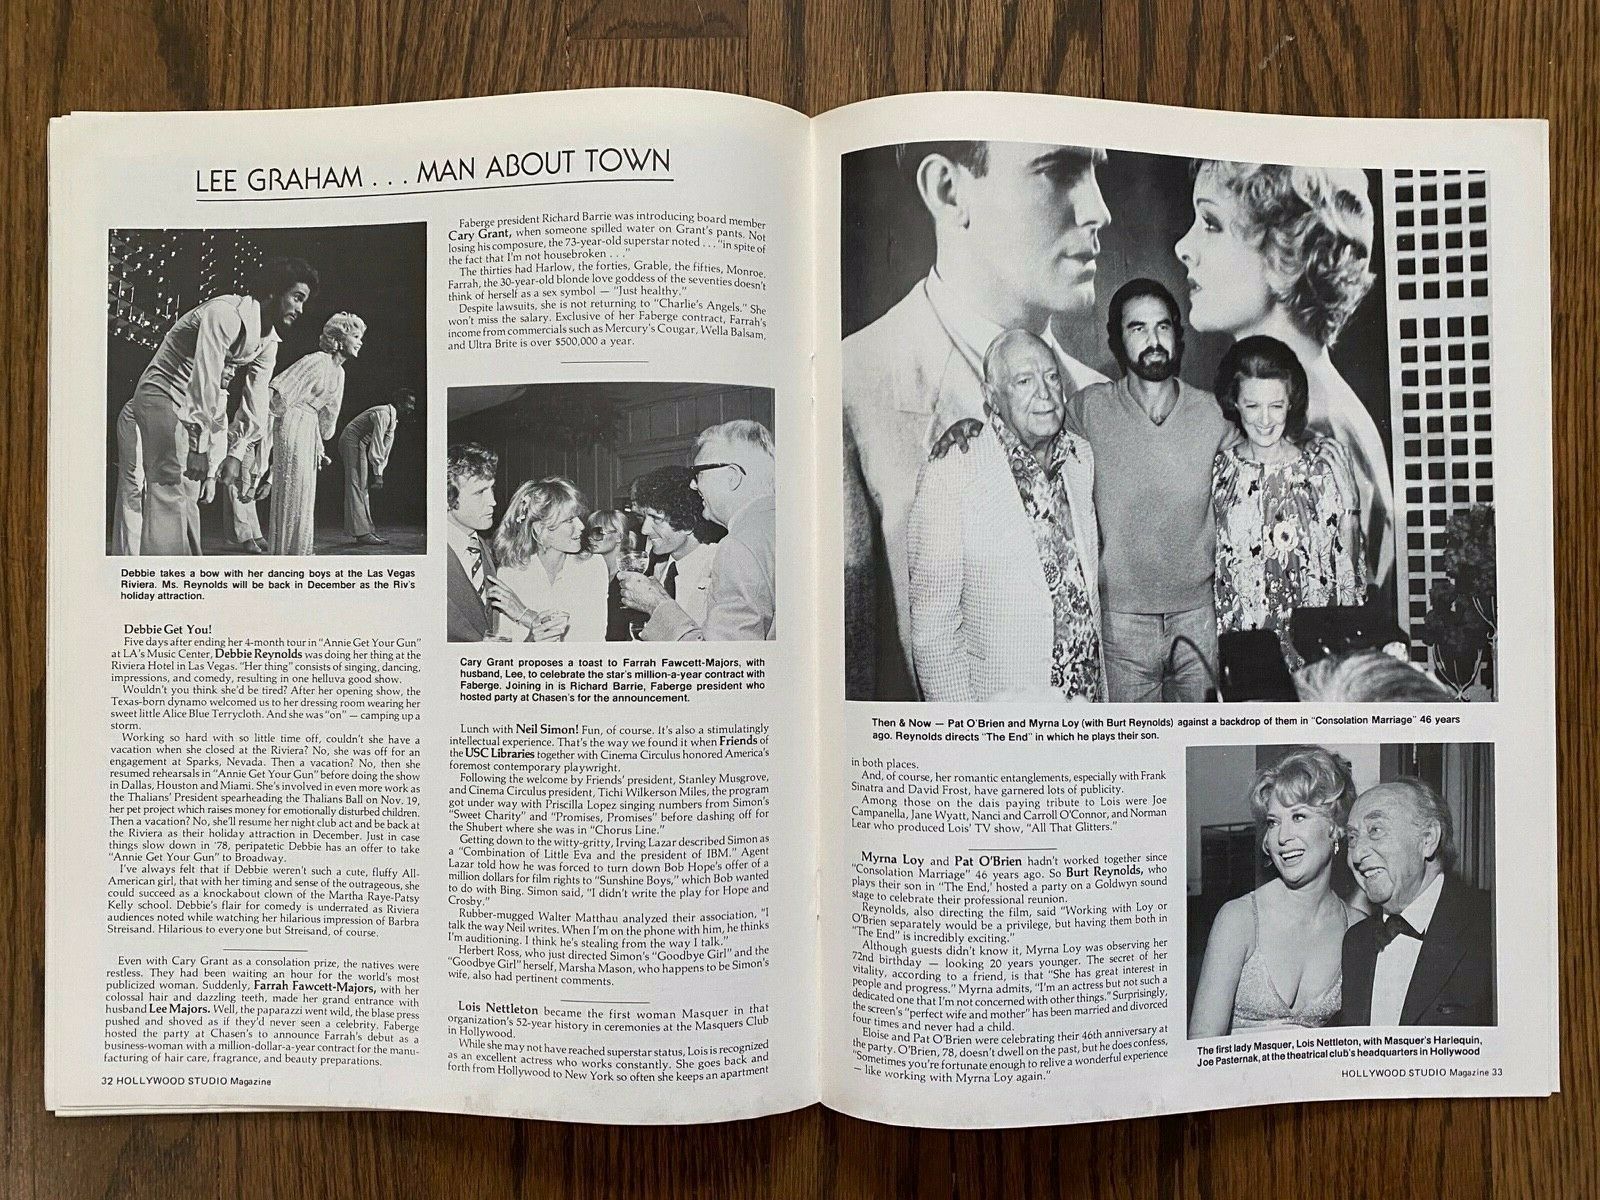 LEE GRAHAM . . . MAN ABOUT TOWN
Debbie takes a bow with her dancing boys at the Las Vegas
Riviera. Ms. Reynolds will be back in December as the Riv's
holiday attraction.
Debbie Get You!
Five days after ending her 4-month tour in "Annie Get Your Gun"
at LA's Music Center, Debbie Reynolds was doing her thing at the
Riviera Hotel in Las Vegas. "Her thing" consists of singing, dancing,
impressions, and comedy, resulting in one helluva good show.
Wouldn't you think she'd be tired? After her opening show, the
Texas-born dynamo welcomed us to her dressing room wearing her
sweet little Alice Blue Terrycloth. And she was "on" — camping up a
storm.
Working so hard with so little time off, couldn't she have a
vacation when she closed at the Riviera? No, she was off for an
engagement at Sparks, Nevada. Then a vacation? No, then she
resumed rehearsals in "Annie Get Your Gun" before doing the show
in Dallas, Houston and Miami. She's involved in even more work as
the Thalians' President spearheading the Thalians Ball on Nov. 19,
her pet project which raises money for emotionally disturbed children.
Then a vacation? No, she'll resume her night club act and be back at
the Riviera as their holiday attraction in December. Just in case
things slow down in '78, peripatetic Debbie has an offer to take
"Annie Get Your Gun" to Broadway.
I've always felt that if Debbie weren't such a cute, fluffy All-
American girl, that with her timing and sense of the outrageous, she
could succeed as a knockabout clown of the Martha Raye-Patsy
Kelly school. Debbie's flair for comedy is underrated as Riviera
audiences noted while watching her hilarious impression of Barbra
Streisand. Hilarious to everyone but Streisand, of course.
Even with Cary Grant as a consolation prize, the natives were
restless. They had been waiting an hour for the world's most
publicized woman. Suddenly, Farrah Fawcett-Majors, with her
colossal hair and dazzling teeth, made her grand entrance with
husband Lee Majors. Well, the paparazzi went wild, the blase press
pushed and shoved as if they'd never seen a celebrity. Faberge
hosted the party at Chasen's to announce Farrah's debut as a
business-woman with a million-dollar-a-year contract for the manu-
facturing of hair care, fragrance, and beauty preparations.
32 HOLLYWOOD STUDIO Magazine
Faberge president Richard Barrie was introducing board member
Cary Grant, when someone spilled water on Grant's pants. Not
losing his composure, the 73-year-old superstar noted . . . "in spite of
the fact that I'm not housebroken . . ."
The thirties had Harlow, the forties, Grable, the fifties, Monroe.
Farrah, the 30-year-old blonde love goddess of the seventies doesn't
think of herself as a sex symbol — "Just healthy."
Despite lawsuits, she is not returning to "Charlie's Angels." She
won't miss the salary. Exclusive of her Faberge contract, Farrah's
income from commercials such as Mercury's Cougar, Wella Balsam,
and Ultra Brite is over $500,000 a year.
Cary Grant proposes a toast to Farrah Fawcett-Majors, with
husband, Lee, to celebrate the star's million-a-year contract with
Faberge. Joining in is Richard Barrie, Faberge president who
hosted party at Chasen's for the announcement.
Lunch with Neil Simon! Fun, of course. It's also a stimulatingly
intellectual experience. That's the way we found it when Friends of
the USC Libraries together with Cinema Circulus honored America's
foremost contemporary playwright.
Following the welcome by Friends' president, Stanley Musgrove,
and Cinema Circulus president, Tichi Wilkerson Miles, the program
got under way with Priscilla Lopez singing numbers from Simon's
"Sweet Charity" and "Promises, Promises" before dashing off for
the Shubert where she was in "Chorus Line."
Getting down to the witty-gritty, Irving Lazar described Simon as
a "Combination of Little Eva and the president of IBM." Agent
Lazar told how he was forced to turn down Bob Hope's offer of a
million dollars for film rights to "Sunshine Boys," which Bob wanted
to do with Bing. Simon said, "I didn't write the play for Hope and
Crosby."
Rubber-mugged Walter Matthau analyzed their association, "I
talk the way Neil writes. When I'm on the phone with him, he thinks
I'm auditioning. I think he's stealing from the way I talk."
Herbert Ross, who just directed Simon's "Goodbye Girl" and the
"Goodbye Girl" herself, Marsha Mason, who happens to be Simon's
wife, also had pertinent comments.
Lois Nettleton became the first woman Masquer in that
organization's 52-year history in ceremonies at the Masquers Club
in Hollywood.
While she may not have reached superstar status, Lois is recognized
as an excellent actress who works constantly. She goes back and
forth from Hollywood to New York so often she keeps an apartment
Then & Now — Pat O'Brien and Myrna Loy (with Burt Reynolds) against a backdrop of them in "Consolation Marriage" 46 years
ago. Reynolds directs "The End" in which he plays their son.
in both places.
And, of course, her romantic entanglements, especially with Frank
Sinatra and David Frost, have garnered lots of publicity.
Among those on the dais paying tribute to Lois were Joe
Campanella, Jane Wyatt, Nanci and Carroll O'Connor, and Norman
Lear who produced Lois' TV show, "All That Glitters."
Myrna Loy and Pat O'Brien hadn't worked together since
"Consolation Marriage" 46 years ago. So Burt Reynolds, who
plays their son in "The End,' hosted a party on a Goldwyn sound
stage to celebrate their professional reunion.
Reynolds, also directing the film, said "Working with Loy or
O'Brien separately would be a privilege, but having them both in
"The End" is incredibly exciting."
Although guests didn't know it, Myrna Loy was observing her
72nd birthday — looking 20 years younger. The secret of her
vitality, according to a friend, is that "She has great interest in
people and progress." Myrna admits, "I'm an actress but not such a
dedicated one that I'm not concerned with other things." Surprisingly,
the screen's "perfect wife and mother" has been married and divorced
four times and never had a child.
Eloise and Pat O'Brien were celebrating their 46th anniversary at
the party. O'Brien, 78, doesn't dwell on the past, but he does confess,
"Sometimes you're fortunate enough to relive a wonderful experience
— like working with Myrna Loy again."
The first lady Masquer, Lois Nettleton, with Masquer's Harlequin,
Joe Pasternak, at the theatrical club's headquarters in Hollywood
HOLLYWOOD STUDIO Magazine 33